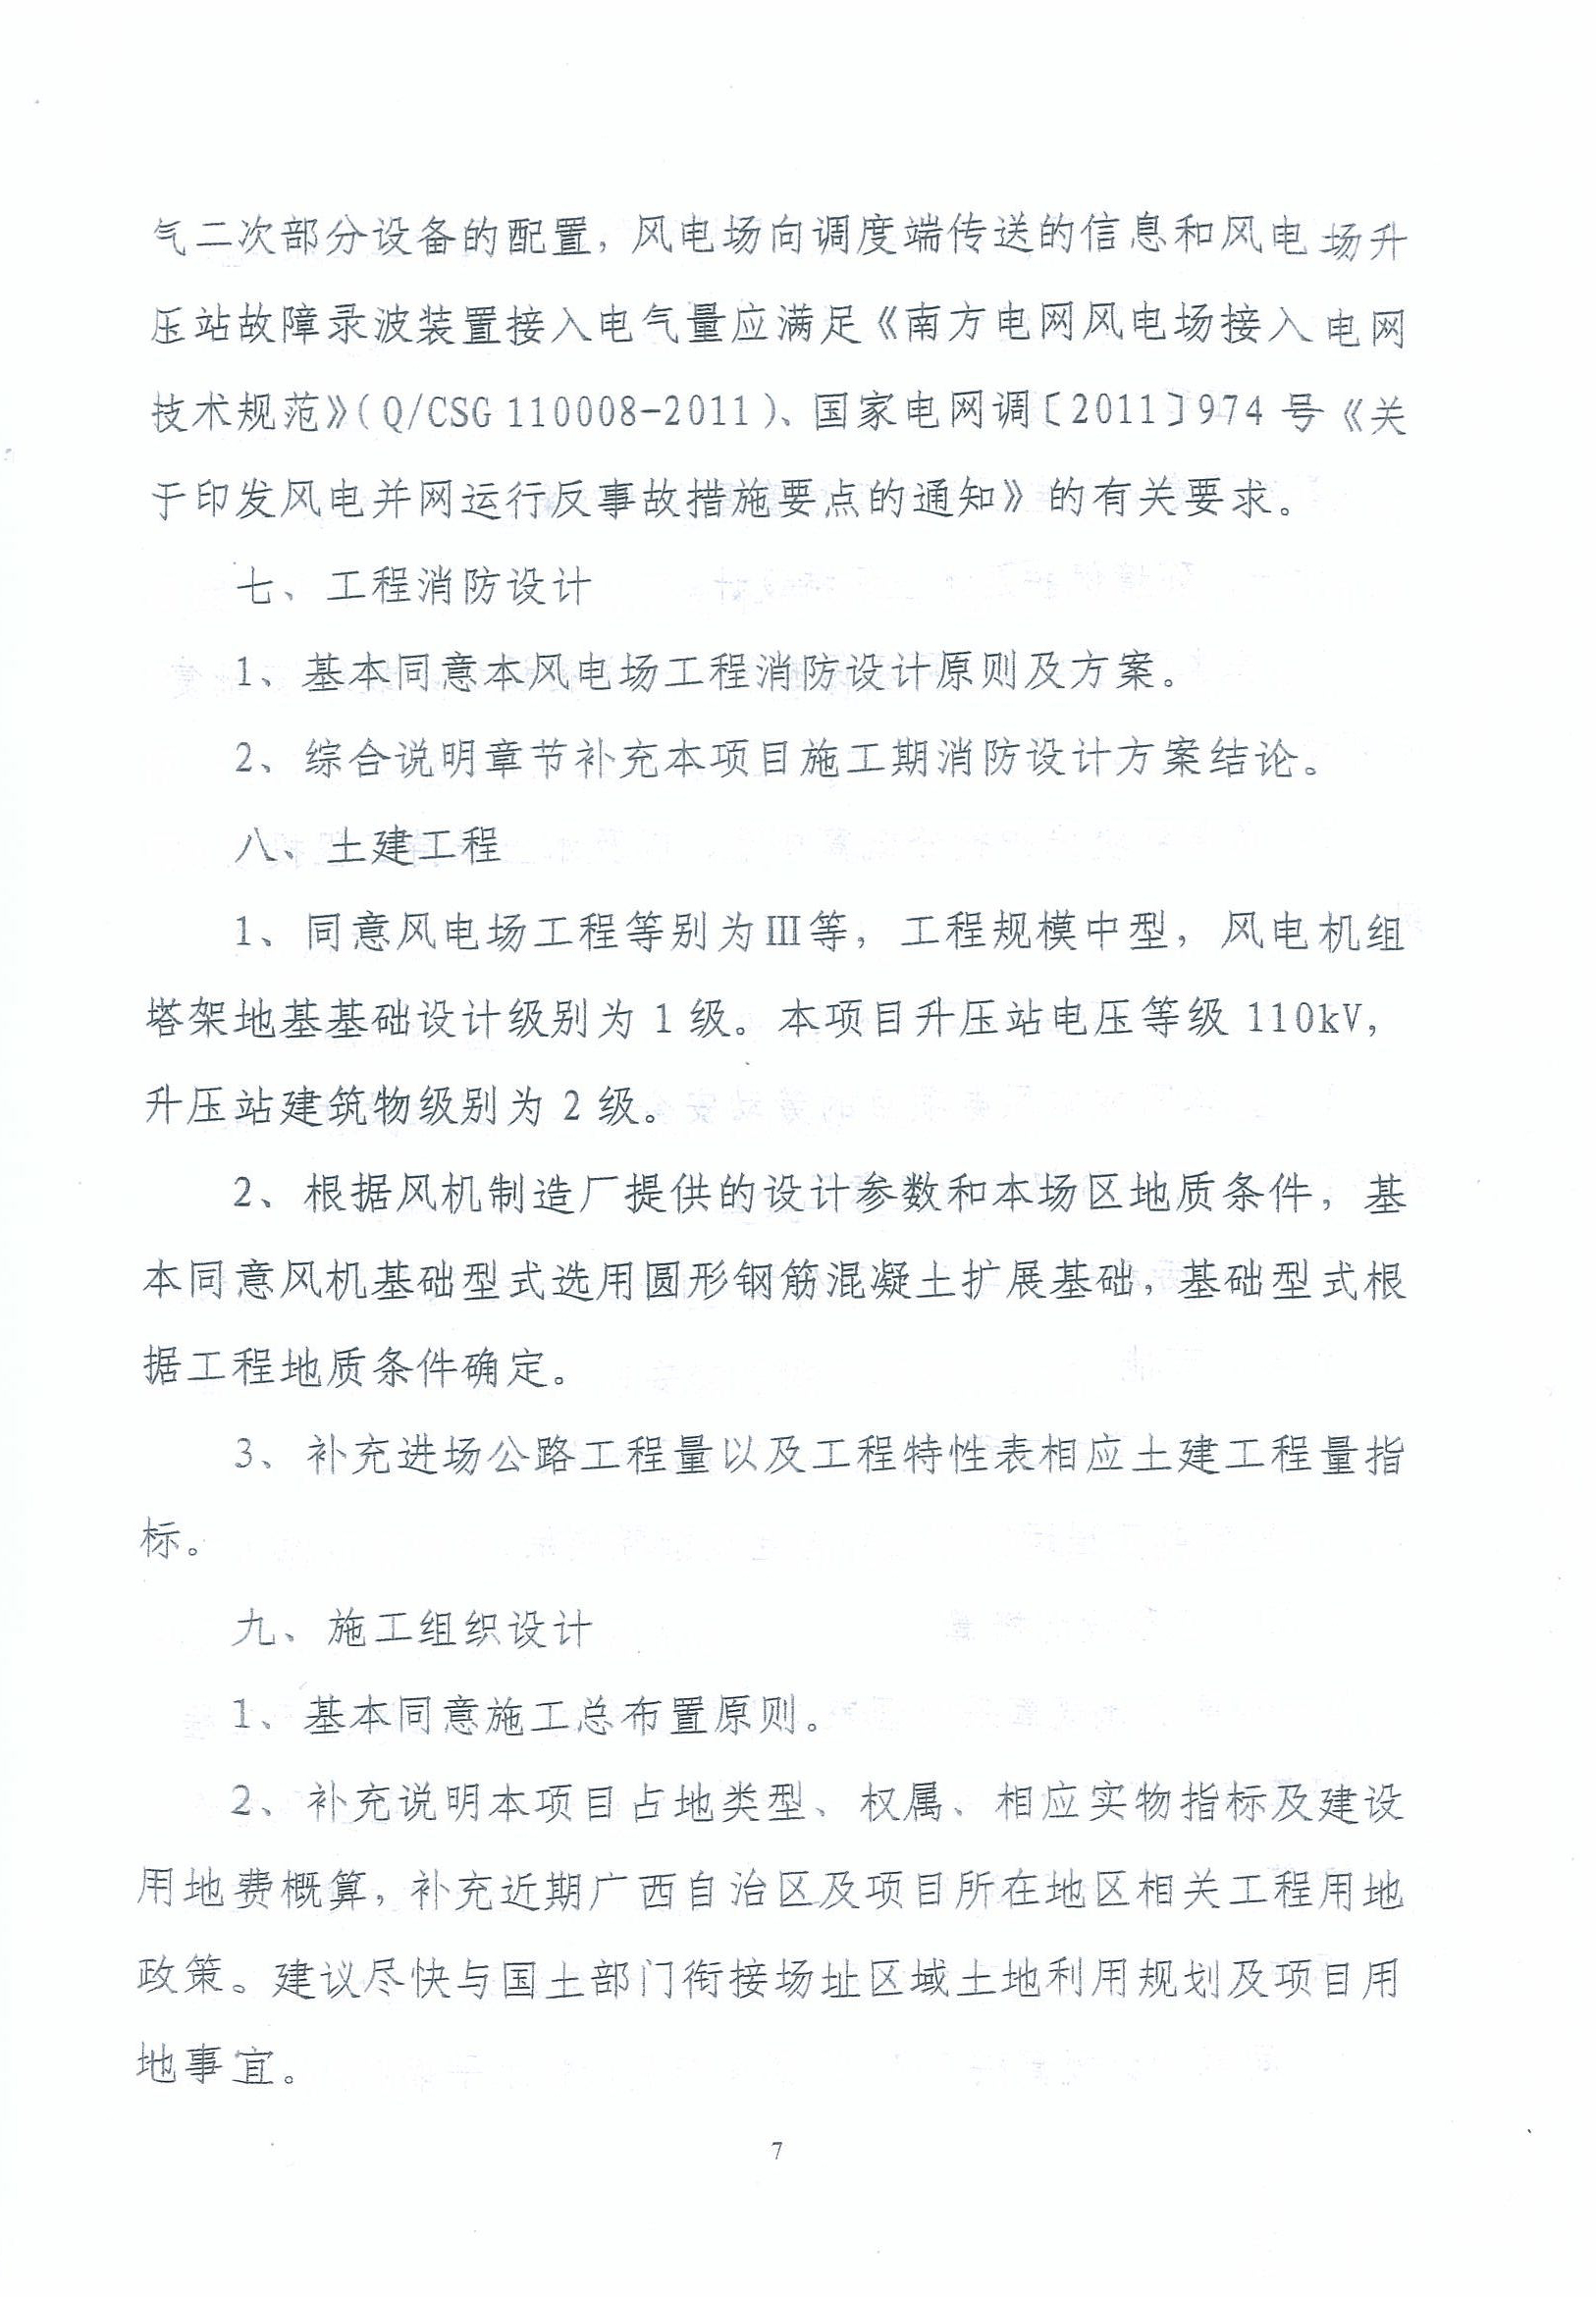 气二次部分设备的配置，风电场向调度端传送的信息和风电场升
压站故障录波装置接入电气量应满足《南方电网风电场接入电网
技术规范》（Q/CSG 110008-2011）、国家电网调〔2011〕974号《关
于印发风电并网运行反事故措施要点的通知》的有关要求。
七、工程消防设计
1、基本同意本风电场工程消防设计原则及方案。
2、综合说明章节补充本项目施工期消防设计方案结论。
八、土建工程
1、同意风电场工程等别为Ⅲ等，工程规模中型，风电机组
塔架地基基础设计级别为 1 级。本项目升压站电压等级 110kV，
升压站建筑物级别为 2 级。
2、根据风机制造厂提供的设计参数和本场区地质条件，基
本同意风机基础型式选用圆形钢筋混凝土扩展基础，基础型式根
据工程地质条件确定。
3、补充进场公路工程量以及工程特性表相应土建工程量指
标。
九、施工组织设计
1、基本同意施工总布置原则。
2、补充说明本项目占地类型、权属、相应实物指标及建设
用地费概算，补充近期广西自治区及项目所在地区相关工程用地
政策。建议尽快与国土部门衔接场址区域土地利用规划及项目用
地事宜。
7